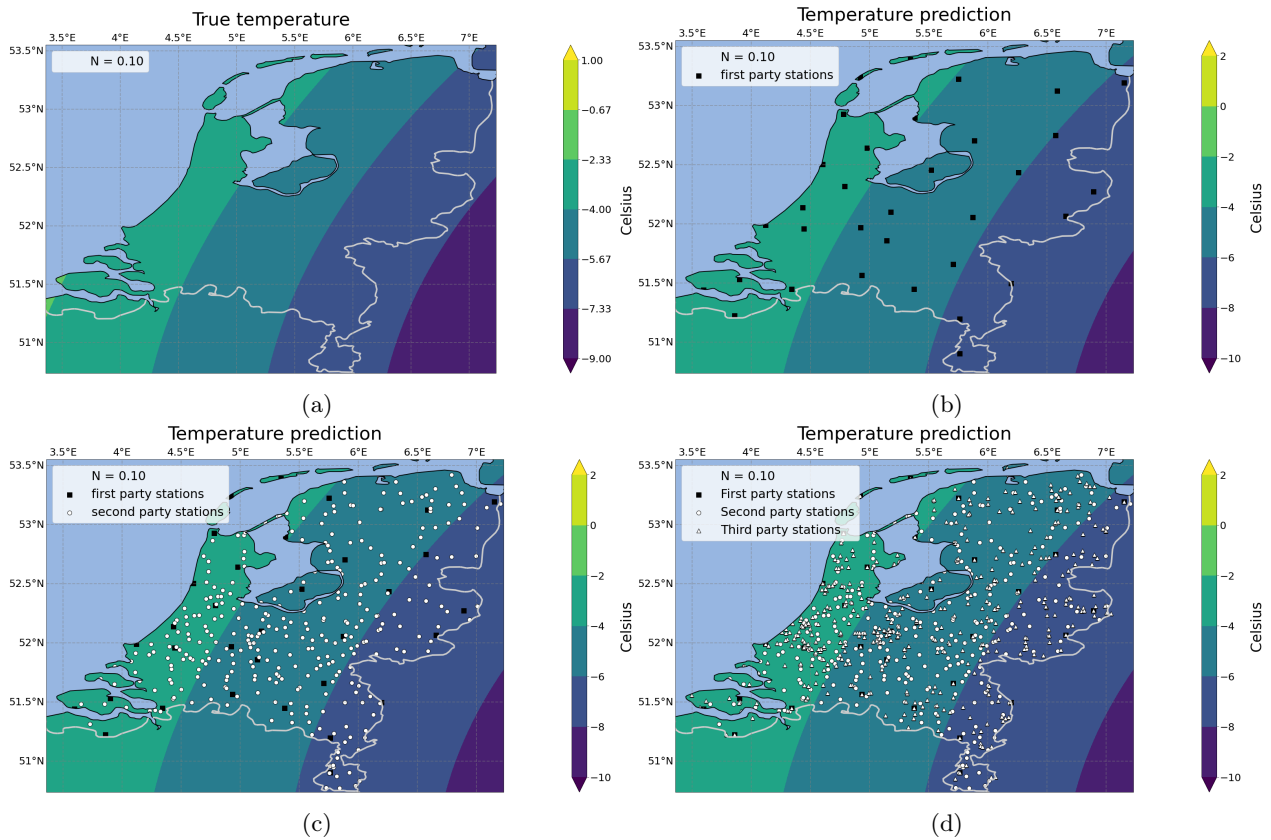 True temperature
3.5°E 4°E 4.5°E 5°E 5.5°E 6°E 6.5°E 7°E
53.5°N
53°N
52.5°N
52°N
51.5°N
51°N
N = 0.10
1.00
−0.67
−2.33
−4.00
−5.67
−7.33
−9.00
Celsius
(a)
Temperature prediction
3.5°E 4°E 4.5°E 5°E 5.5°E 6°E 6.5°E 7°E
53.5°N
53°N
52.5°N
52°N
51.5°N
51°N
N = 0.10
first party stations
2
0
−2
−4
−6
−8
−10
Celsius
(b)
Temperature prediction
3.5°E 4°E 4.5°E 5°E 5.5°E 6°E 6.5°E 7°E
53.5°N
53°N
52.5°N
52°N
51.5°N
51°N
N = 0.10
first party stations
second party stations
2
0
−2
−4
−6
−8
−10
Celsius
(c)
Temperature prediction
3.5°E 4°E 4.5°E 5°E 5.5°E 6°E 6.5°E 7°E
53.5°N
53°N
52.5°N
52°N
51.5°N
51°N
N = 0.10
First party stations
Second party stations
Third party stations
2
0
−2
−4
−6
−8
−10
Celsius
(d)